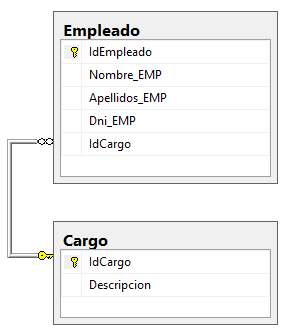 Empleado
IdEmpleado
Nombre_EMP
Apellidos_EMP
Dni_EMP
IdCargo
Cargo
IdCargo
Descripcion